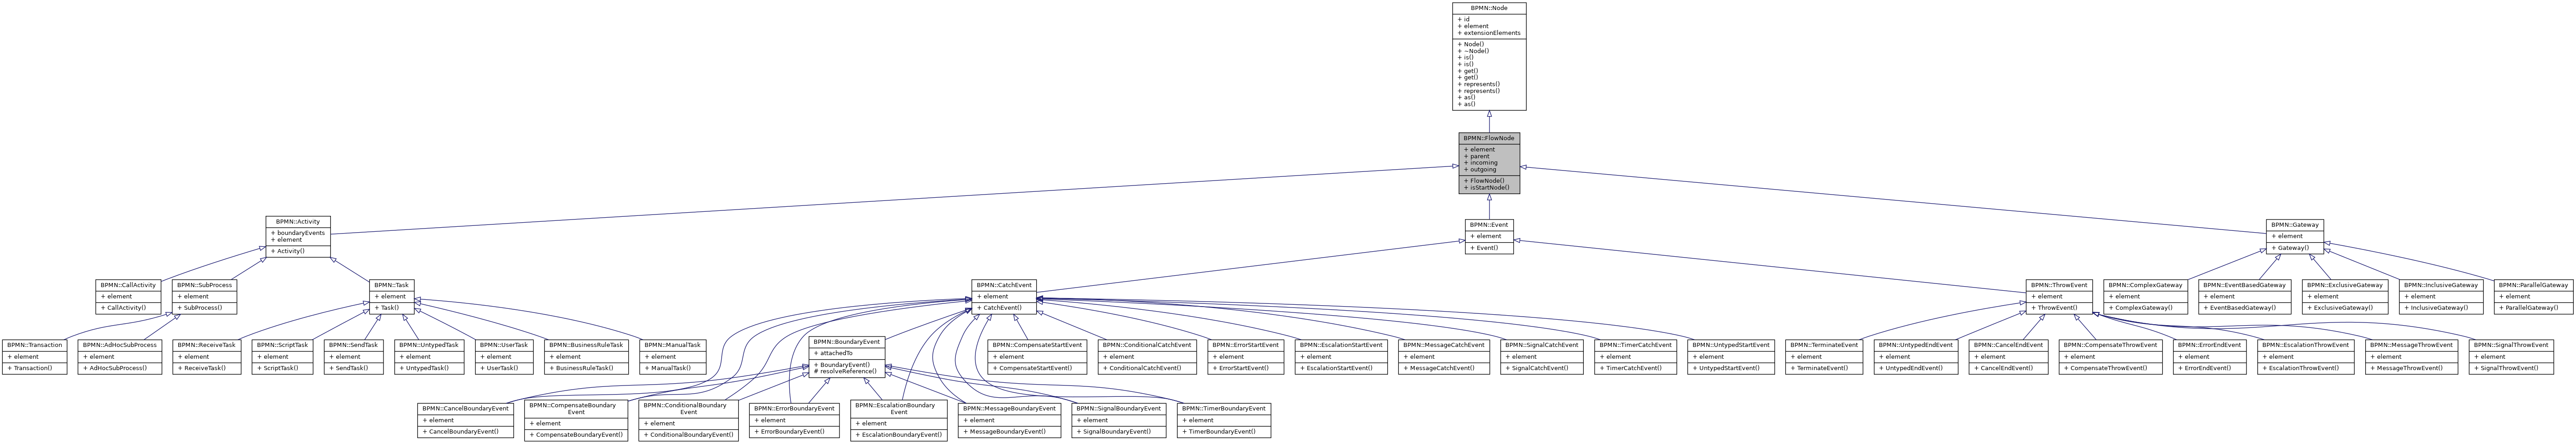 BPMN::Node
+ id
+ element
+ extensionElements
+ Node()
+ ~Node()
+ is()
+ is()
+ get()
+ get()
+ represents()
+ represents()
+ as()
+ as()
BPMN::FlowNode
+ element
+ parent
+ incoming
+ outgoing
+ FlowNode()
+ isStartNode()
BPMN::Activity
+ boundaryEvents
+ element
+ Activity()
BPMN::Event
+ element
+ Event()
BPMN::Gateway
+ element
+ Gateway()
BPMN::CallActivity
+ element
+ CallActivity()
BPMN::SubProcess
+ element
+ SubProcess()
BPMN::Task
+ element
+ Task()
BPMN::CatchEvent
+ element
+ CatchEvent()
BPMN::ThrowEvent
+ element
+ ThrowEvent()
BPMN::ComplexGateway
+ element
+ ComplexGateway()
BPMN::EventBasedGateway
+ element
+ EventBasedGateway()
BPMN::ExclusiveGateway
+ element
+ ExclusiveGateway()
BPMN::InclusiveGateway
+ element
+ InclusiveGateway()
BPMN::ParallelGateway
+ element
+ ParallelGateway()
BPMN::Transaction
+ element
+ Transaction()
BPMN::AdHocSubProcess
+ element
+ AdHocSubProcess()
BPMN::ReceiveTask
+ element
+ ReceiveTask()
BPMN::ScriptTask
+ element
+ ScriptTask()
BPMN::SendTask
+ element
+ SendTask()
BPMN::UntypedTask
+ element
+ UntypedTask()
BPMN::UserTask
+ element
+ UserTask()
BPMN::BusinessRuleTask
+ element
+ BusinessRuleTask()
BPMN::ManualTask
+ element
+ ManualTask()
BPMN::BoundaryEvent
+ attachedTo
+ BoundaryEvent()
# resolveReference()
BPMN::CompensateStartEvent
+ element
+ CompensateStartEvent()
BPMN::ConditionalCatchEvent
+ element
+ ConditionalCatchEvent()
BPMN::ErrorStartEvent
+ element
+ ErrorStartEvent()
BPMN::EscalationStartEvent
+ element
+ EscalationStartEvent()
BPMN::MessageCatchEvent
+ element
+ MessageCatchEvent()
BPMN::SignalCatchEvent
+ element
+ SignalCatchEvent()
BPMN::TimerCatchEvent
+ element
+ TimerCatchEvent()
BPMN::UntypedStartEvent
+ element
+ UntypedStartEvent()
BPMN::TerminateEvent
+ element
+ TerminateEvent()
BPMN::UntypedEndEvent
+ element
+ UntypedEndEvent()
BPMN::CancelEndEvent
+ element
+ CancelEndEvent()
BPMN::CompensateThrowEvent
+ element
+ CompensateThrowEvent()
BPMN::ErrorEndEvent
+ element
+ ErrorEndEvent()
BPMN::EscalationThrowEvent
+ element
+ EscalationThrowEvent()
BPMN::MessageThrowEvent
+ element
+ MessageThrowEvent()
BPMN::SignalThrowEvent
+ element
+ SignalThrowEvent()
BPMN::CancelBoundaryEvent
+ element
+ CancelBoundaryEvent()
BPMN::CompensateBoundary
Event
+ element
+ CompensateBoundaryEvent()
BPMN::ConditionalBoundary
Event
+ element
+ ConditionalBoundaryEvent()
BPMN::ErrorBoundaryEvent
+ element
+ ErrorBoundaryEvent()
BPMN::EscalationBoundary
Event
+ element
+ EscalationBoundaryEvent()
BPMN::MessageBoundaryEvent
+ element
+ MessageBoundaryEvent()
BPMN::SignalBoundaryEvent
+ element
+ SignalBoundaryEvent()
BPMN::TimerBoundaryEvent
+ element
+ TimerBoundaryEvent()